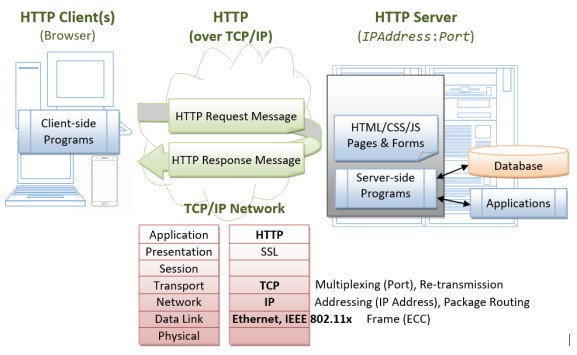 HTTP Client(s)
(Browser)
HTTP
(over TCP/IP)
HTTP Server
(IPAddress:Port)
Client-side
Programs
HTTP Request Message
HTTP Response Message
HTML/CSS/JS
Pages & Forms
Server-side
Programs
Database
Applications
TCP/IP Network
Application HTTP
Presentation SSL
Session
Transport TCP Multiplexing (Port), Re-transmission
Network IP Addressing (IP Address), Package Routing
Data Link Ethernet, IEEE 802.11x Frame (ECC)
Physical